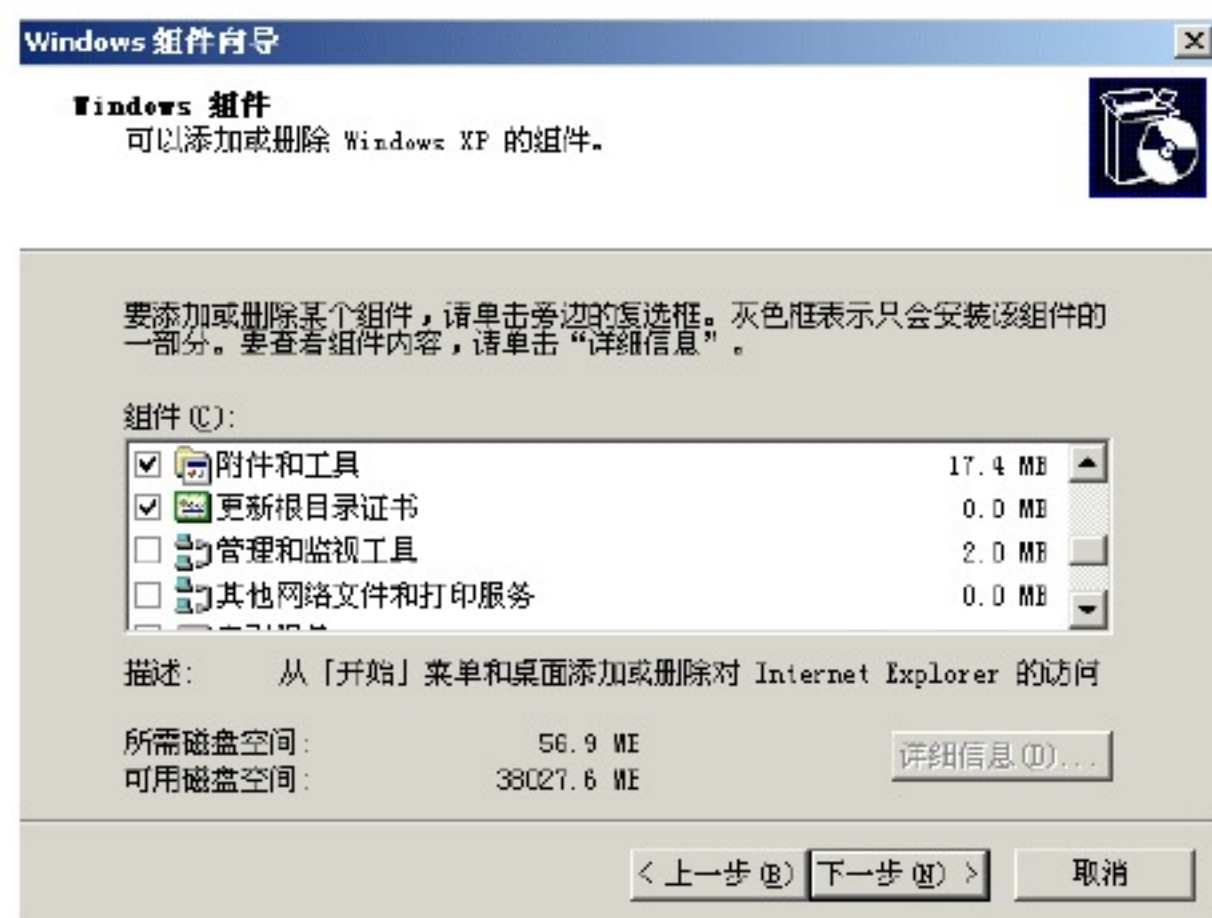 Windows 组件向导
Windows 组件
可以添加或删除 Windows XP 的组件。
要添加或删除某个组件，请单击旁边的复选框。灰色框表示只会安装该组件的
一部分。要查看组件内容，请单击“详细信息”。
组件(C):
附件和工具 17.4 MB
更新根目录证书 0.0 MB
管理和监视工具 2.0 MB
其他网络文件和打印服务 0.0 MB
描述: 从「开始」菜单和桌面添加或删除对 Internet Explorer 的访问
所需磁盘空间: 56.9 MB
详细信息(D)...
可用磁盘空间: 38027.6 MB
< 上一步(B) 下一步(N) > 取消